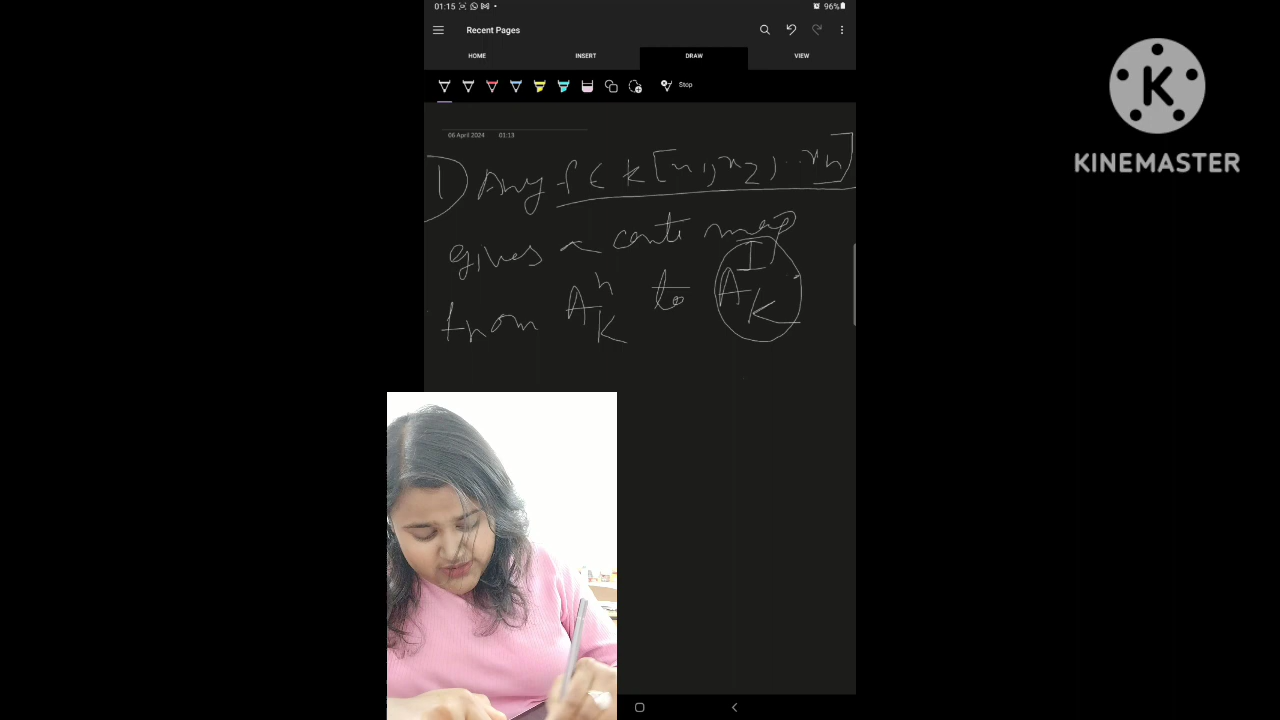 01:15
96%
Recent Pages
HOME INSERT DRAW VIEW
Stop
06 April 2024 01:13
1) Any f ∈ k[x1, x2, ..xn]
gives a conti map
from A^n_K to A^1_K
K
KINEMASTER